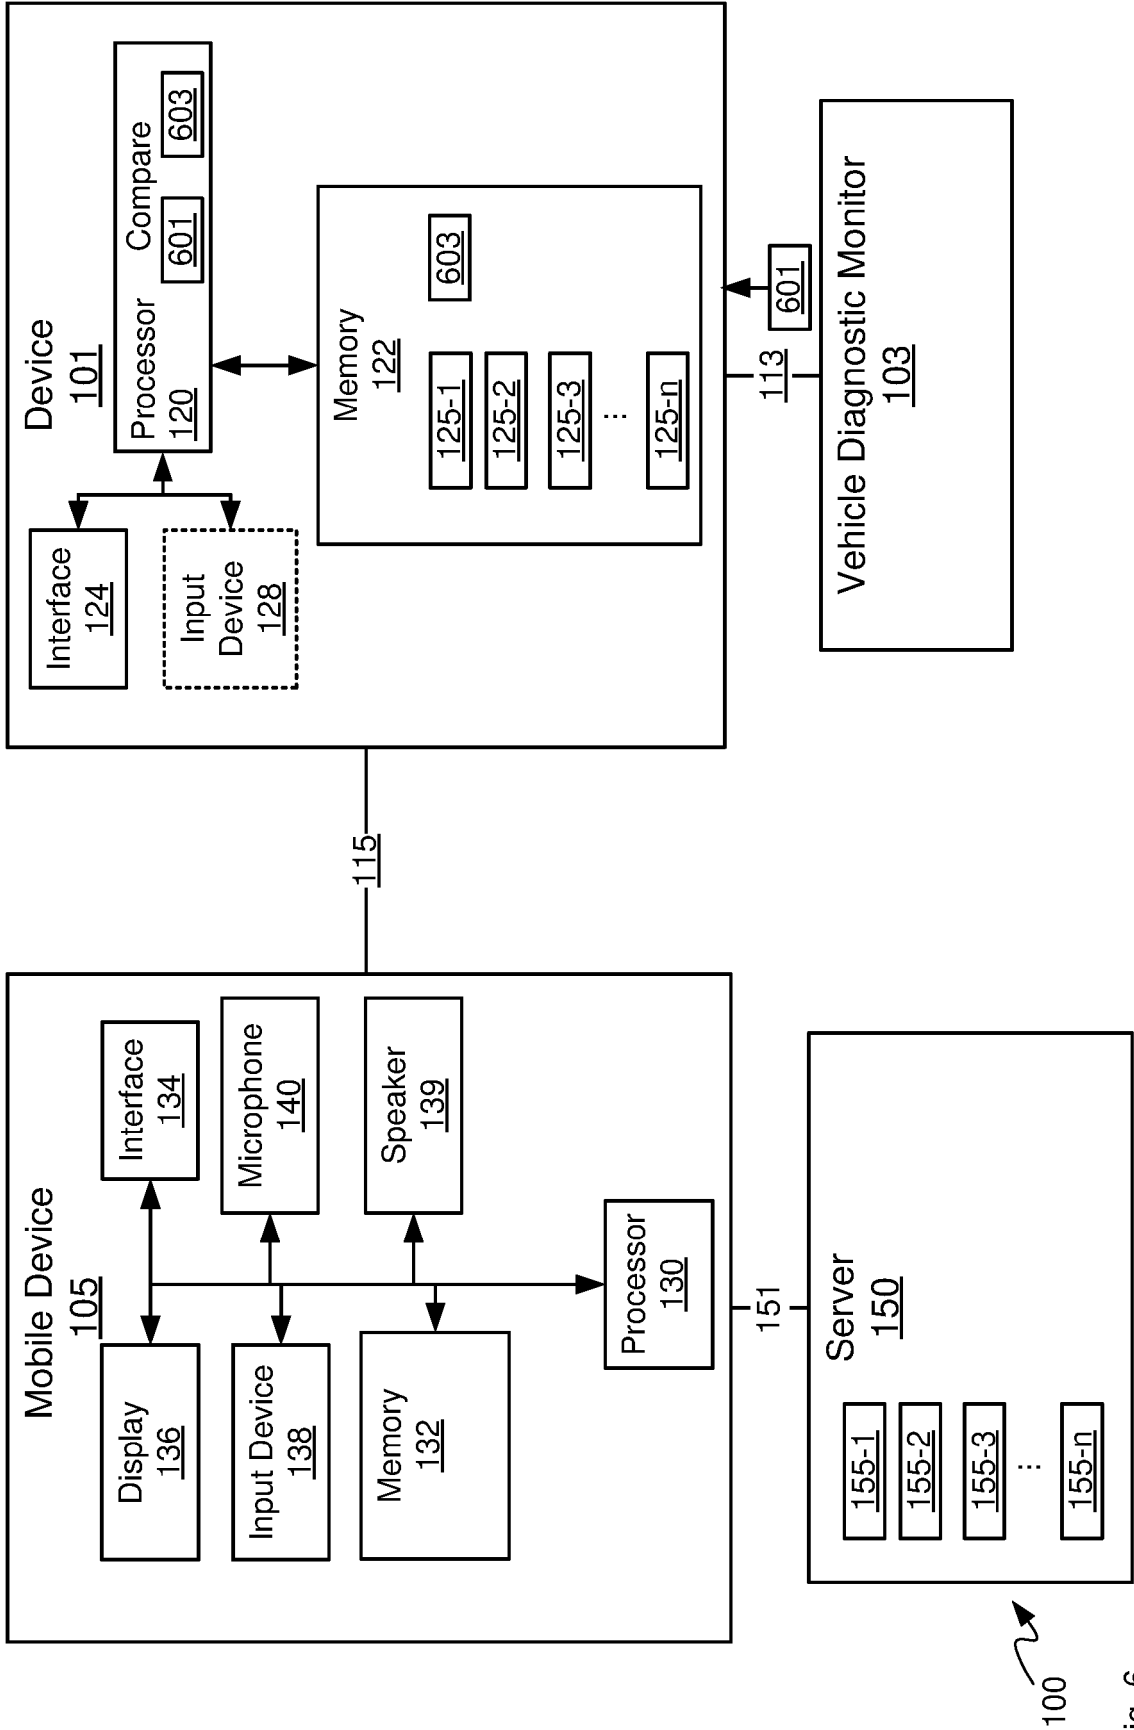 Mobile Device
105
Display
136
Interface
134
Input Device
138
Microphone
140
Memory
132
Speaker
139
Processor
130
115
Device
101
Interface
124
Input
Device
128
Processor
120
Compare
601
603
Memory
122
603
125-1
125-2
125-3
...
125-n
151
113
601
Server
150
155-1
155-2
155-3
...
155-n
Vehicle Diagnostic Monitor
103
100
ig. 6